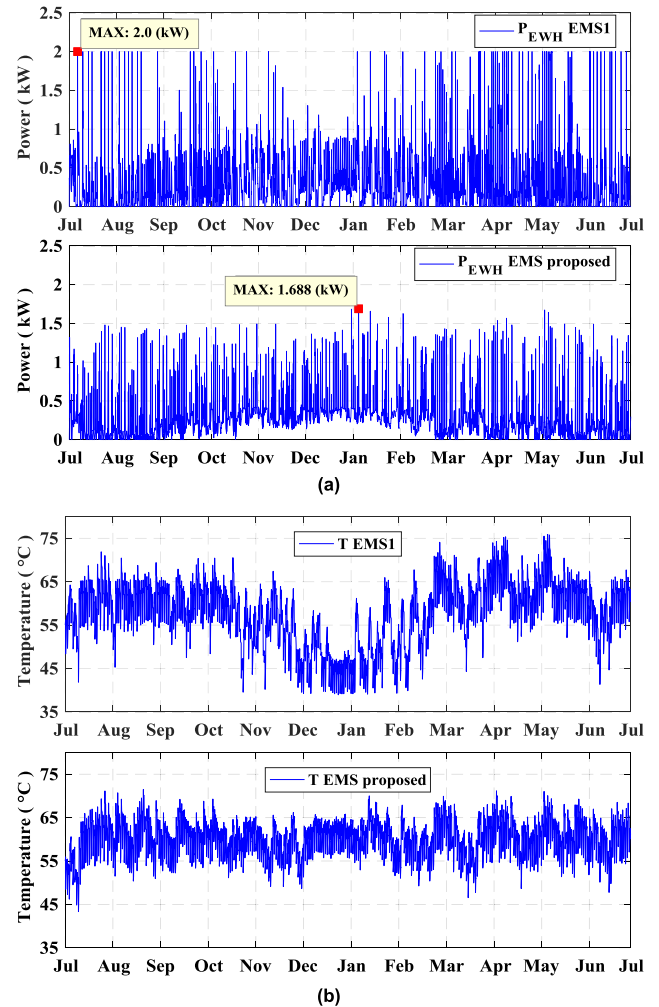 2.5
MAX: 2.0 (kW)
P_EWH EMS1
2
1.5
1
0.5
0
Power ( kW )
Jul Aug Sep Oct Nov Dec Jan Feb Mar Apr May Jun Jul
2.5
P_EWH EMS proposed
2
MAX: 1.688 (kW)
1.5
1
0.5
0
Power ( kW )
Jul Aug Sep Oct Nov Dec Jan Feb Mar Apr May Jun Jul
(a)
75
T EMS1
65
55
45
35
Temperature ( °C )
Jul Aug Sep Oct Nov Dec Jan Feb Mar Apr May Jun Jul
75
T EMS proposed
65
55
45
35
Temperature ( °C )
Jul Aug Sep Oct Nov Dec Jan Feb Mar Apr May Jun Jul
(b)